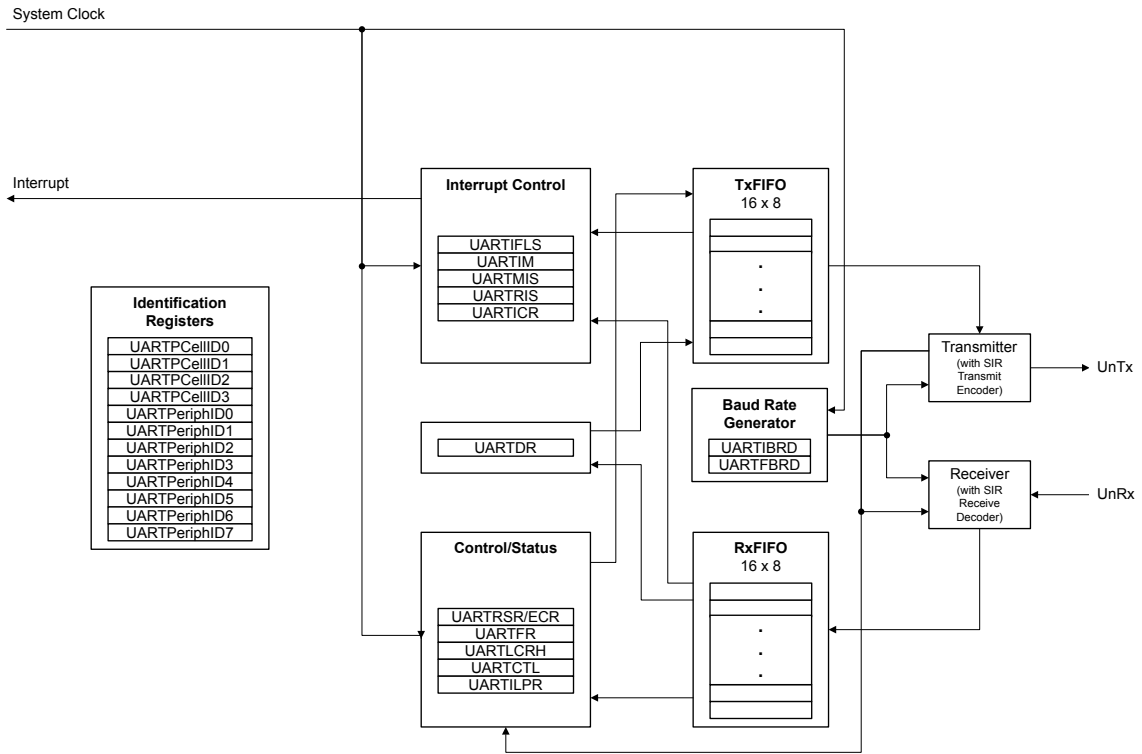 System Clock
Interrupt
Identification
Registers
UARTPCellID0
UARTPCellID1
UARTPCellID2
UARTPCellID3
UARTPeriphID0
UARTPeriphID1
UARTPeriphID2
UARTPeriphID3
UARTPeriphID4
UARTPeriphID5
UARTPeriphID6
UARTPeriphID7
Interrupt Control
UARTIFLS
UARTIM
UARTMIS
UARTRIS
UARTICR
UARTDR
Control/Status
UARTRSR/ECR
UARTFR
UARTLCRH
UARTCTL
UARTILPR
TxFIFO
16 x 8
.
.
.
Baud Rate
Generator
UARTIBRD
UARTFBRD
RxFIFO
16 x 8
.
.
.
Transmitter
(with SIR
Transmit
Encoder)
UnTx
Receiver
(with SIR
Receive
Decoder)
UnRx